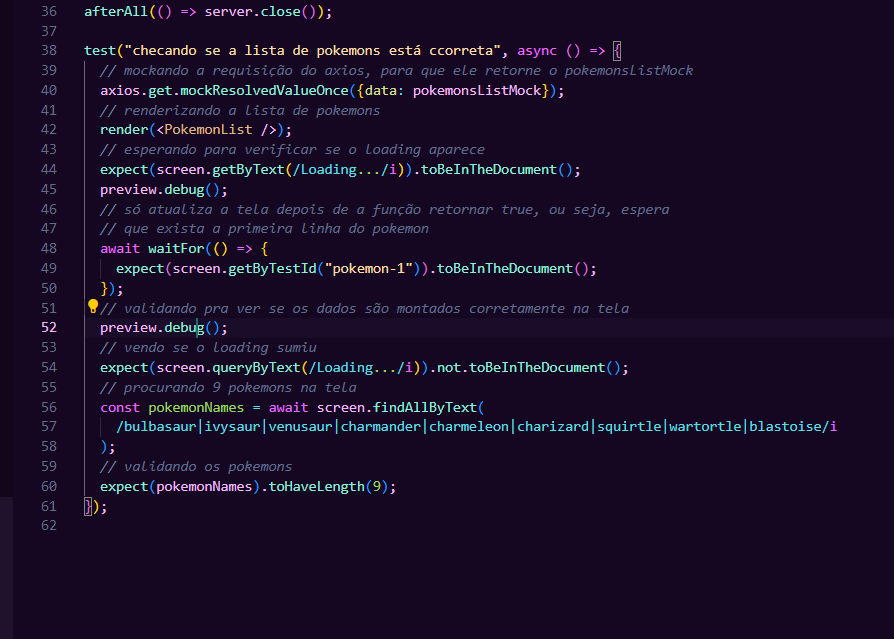 36 afterAll(() => server.close());
37
38 test("checando se a lista de pokemons está ccorreta", async () => {
39 // mockando a requisição do axios, para que ele retorne o pokemonsListMock
40 axios.get.mockResolvedValueOnce({data: pokemonsListMock});
41 // renderizando a lista de pokemons
42 render(<PokemonList />);
43 // esperando para verificar se o loading aparece
44 expect(screen.getByText(/Loading.../i)).toBeInTheDocument();
45 preview.debug();
46 // só atualiza a tela depois de a função retornar true, ou seja, espera
47 // que exista a primeira linha do pokemon
48 await waitFor(() => {
49 expect(screen.getByTestId("pokemon-1")).toBeInTheDocument();
50 });
51 // validando pra ver se os dados são montados corretamente na tela
52 preview.debug();
53 // vendo se o loading sumiu
54 expect(screen.queryByText(/Loading.../i)).not.toBeInTheDocument();
55 // procurando 9 pokemons na tela
56 const pokemonNames = await screen.findAllByText(
57 /bulbasaur|ivysaur|venusaur|charmander|charmeleon|charizard|squirtle|wartortle|blastoise/i
58 );
59 // validando os pokemons
60 expect(pokemonNames).toHaveLength(9);
61 });
62